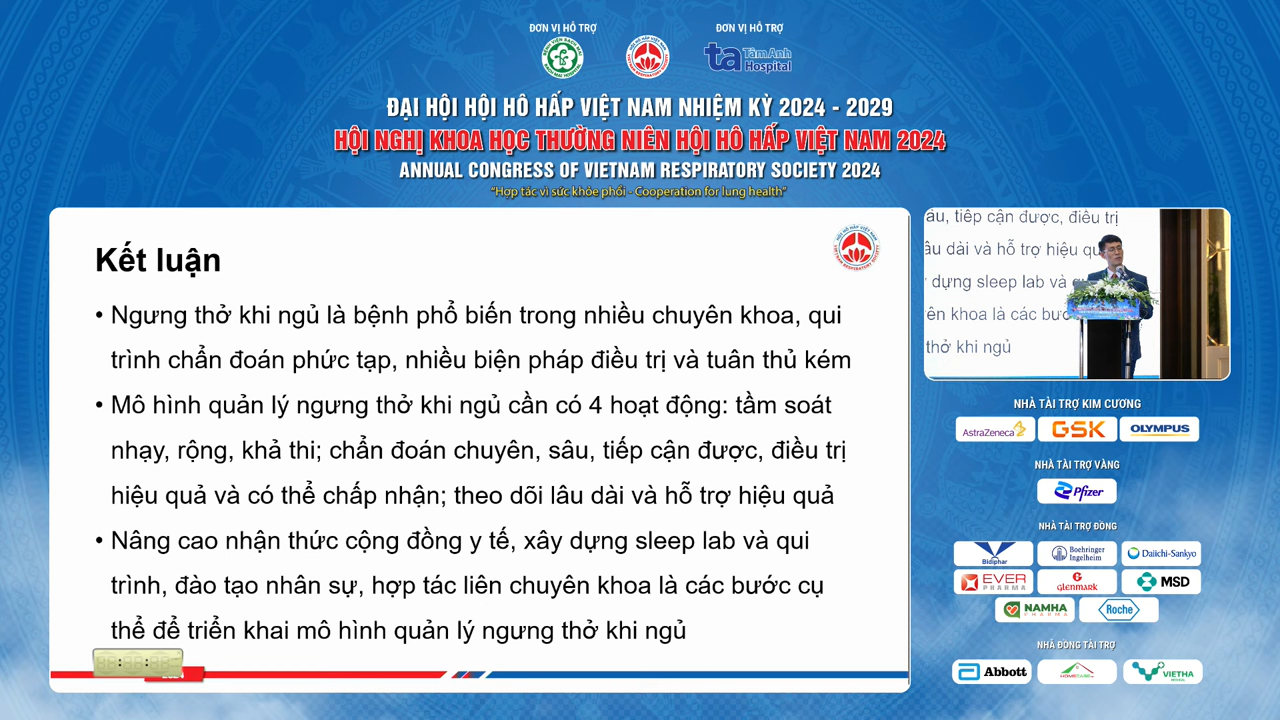 ĐƠN VỊ HỖ TRỢ
ĐƠN VỊ HỖ TRỢ
TâmAnh
Hospital
ĐẠI HỘI HỘI HÔ HẤP VIỆT NAM NHIỆM KỲ 2024 - 2029
HỘI NGHỊ KHOA HỌC THƯỜNG NIÊN HỘI HÔ HẤP VIỆT NAM 2024
ANNUAL CONGRESS OF VIETNAM RESPIRATORY SOCIETY 2024
"Hợp tác vì sức khỏe phổi - Cooperation for lung health"
Kết luận
• Ngưng thở khi ngủ là bệnh phổ biến trong nhiều chuyên khoa, qui
trình chẩn đoán phức tạp, nhiều biện pháp điều trị và tuân thủ kém
• Mô hình quản lý ngưng thở khi ngủ cần có 4 hoạt động: tầm soát
nhạy, rộng, khả thi; chẩn đoán chuyên, sâu, tiếp cận được, điều trị
hiệu quả và có thể chấp nhận; theo dõi lâu dài và hỗ trợ hiệu quả
• Nâng cao nhận thức cộng đồng y tế, xây dựng sleep lab và qui
trình, đào tạo nhân sự, hợp tác liên chuyên khoa là các bước cụ
thể để triển khai mô hình quản lý ngưng thở khi ngủ
âu, tiếp cận được, điều trị
âu dài và hỗ trợ hiệu qu
dựng sleep lab và q
ên khoa là các bướ
thở khi ngủ
NHÀ TÀI TRỢ KIM CƯƠNG
AstraZeneca
GSK
OLYMPUS
NHÀ TÀI TRỢ VÀNG
Pfizer
NHÀ TÀI TRỢ ĐỒNG
Bidiphar
Boehringer
Ingelheim
Daiichi-Sankyo
EVER
PHARMA
GLENMARK
MSD
NAMHA
PHARMA
Roche
NHÀ ĐỒNG TÀI TRỢ
Abbott
HOMECARE
VIETHA